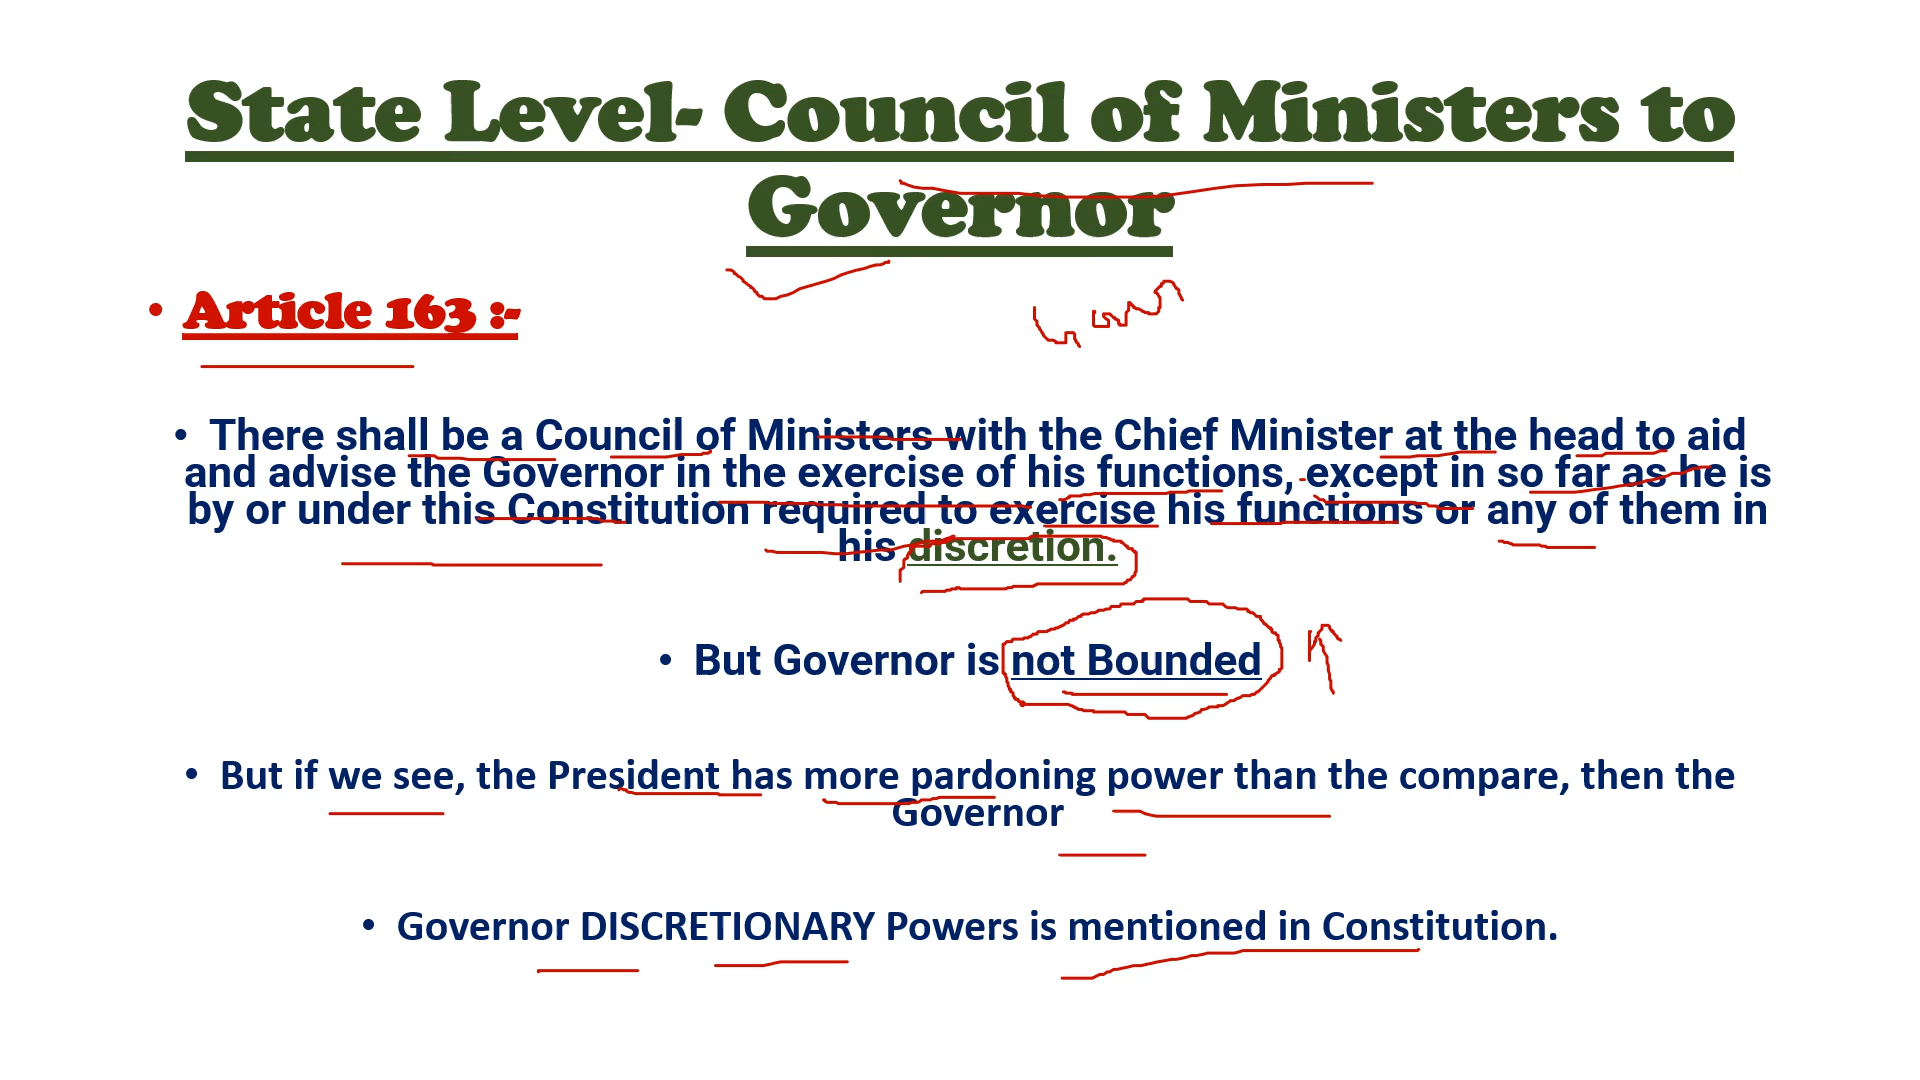 State Level- Council of Ministers to
Governor
• Article 163 :-
• There shall be a Council of Ministers with the Chief Minister at the head to aid
and advise the Governor in the exercise of his functions, except in so far as he is
by or under this Constitution required to exercise his functions or any of them in
his discretion.
• But Governor is not Bounded
• But if we see, the President has more pardoning power than the compare, then the
Governor
• Governor DISCRETIONARY Powers is mentioned in Constitution.